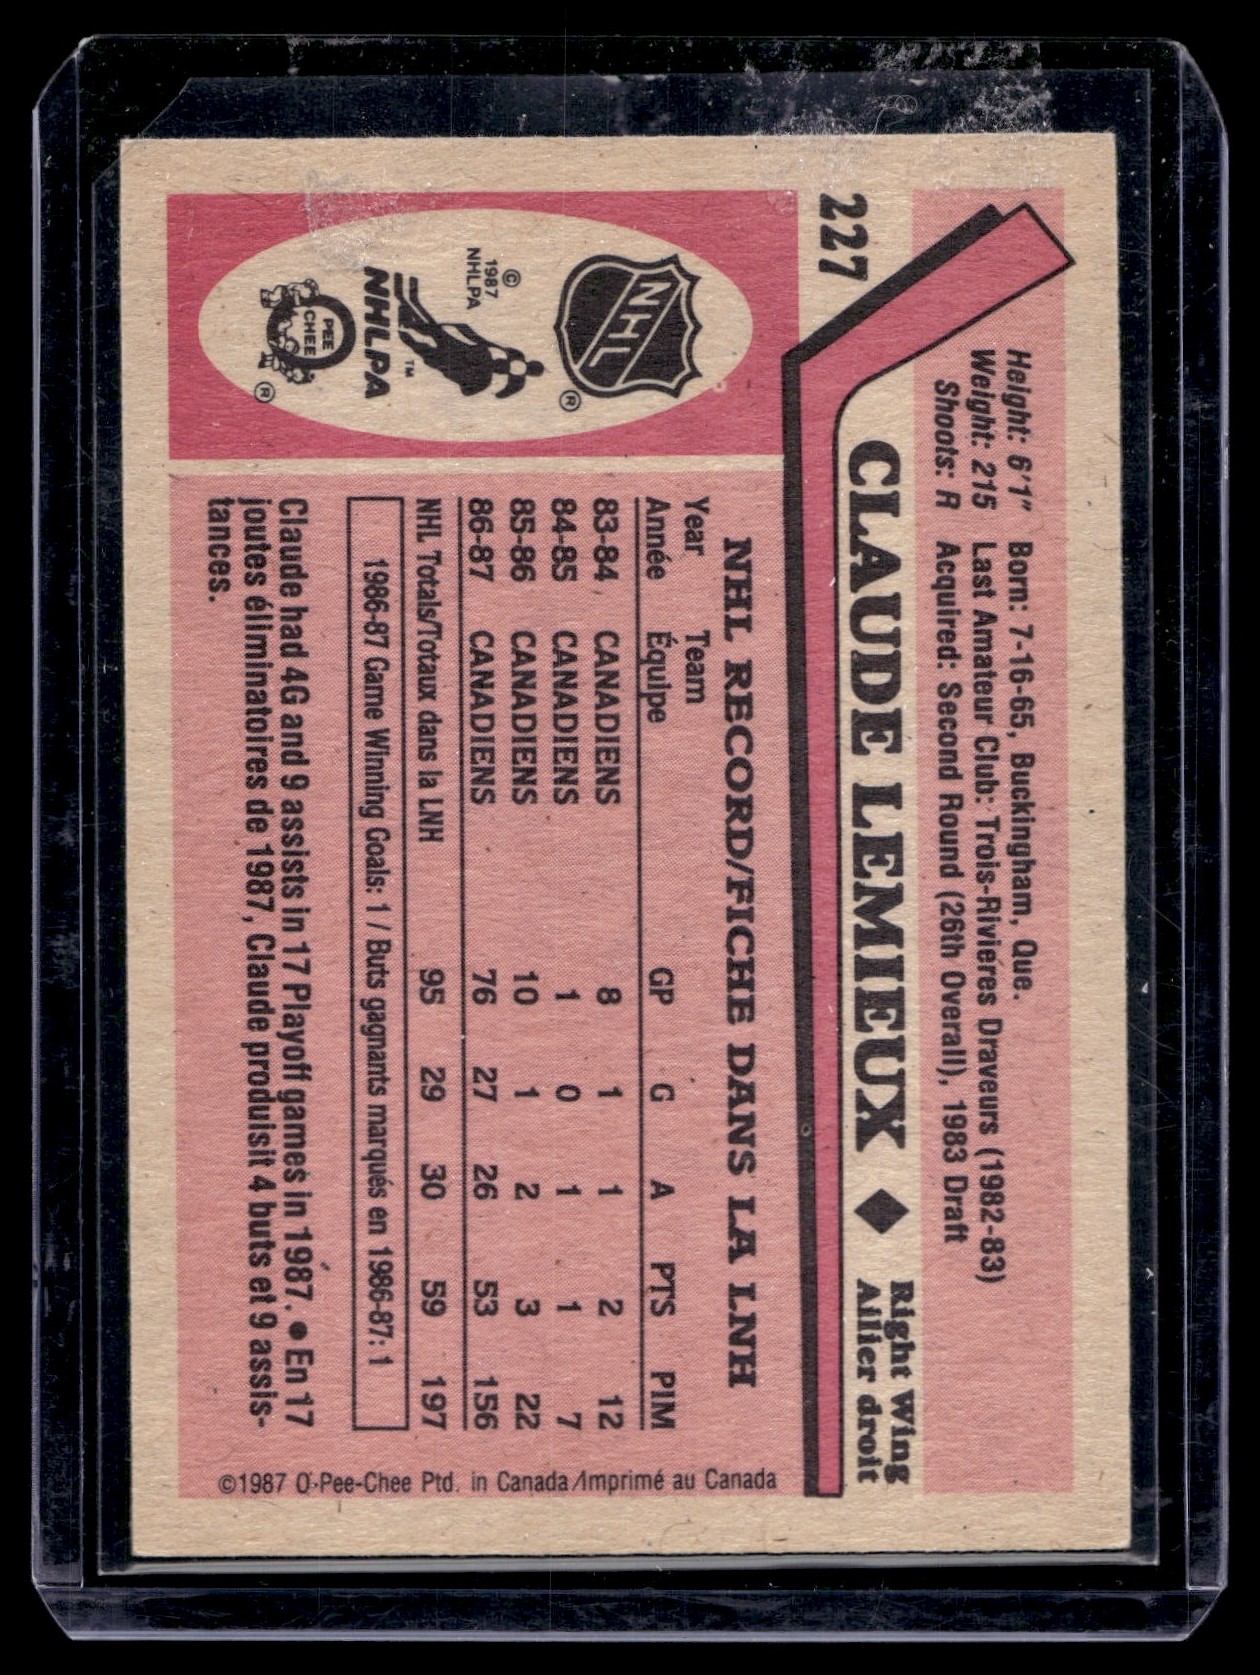 227
CLAUDE LEMIEUX ◆ Right Wing
Ailier droit
Height: 6'1" Born: 7-16-65, Buckingham, Que.
Weight: 215 Last Amateur Club: Trois-Rivières Draveurs (1982-83)
Shoots: R Acquired: Second Round (26th Overall), 1983 Draft
NHL
®
© 1987 NHLPA
NHLPA
™
O PEE CHEE
®
NHL RECORD/FICHE DANS LA LNH
Year Team
Année Équipe GP G A PTS PIM
83-84 CANADIENS 8 1 1 2 12
84-85 CANADIENS 1 0 1 1 7
85-86 CANADIENS 10 1 2 3 22
86-87 CANADIENS 76 27 26 53 156
NHL Totals/Totaux dans la LNH 95 29 30 59 197
1986-87 Game Winning Goals: 1 / Buts gagnants marqués en 1986-87: 1
Claude had 4G and 9 assists in 17 Playoff games in 1987. ● En 17
joutes éliminatoires de 1987, Claude produisit 4 buts et 9 assis-
tances.
©1987 O-Pee-Chee Ptd. in Canada/Imprimé au Canada